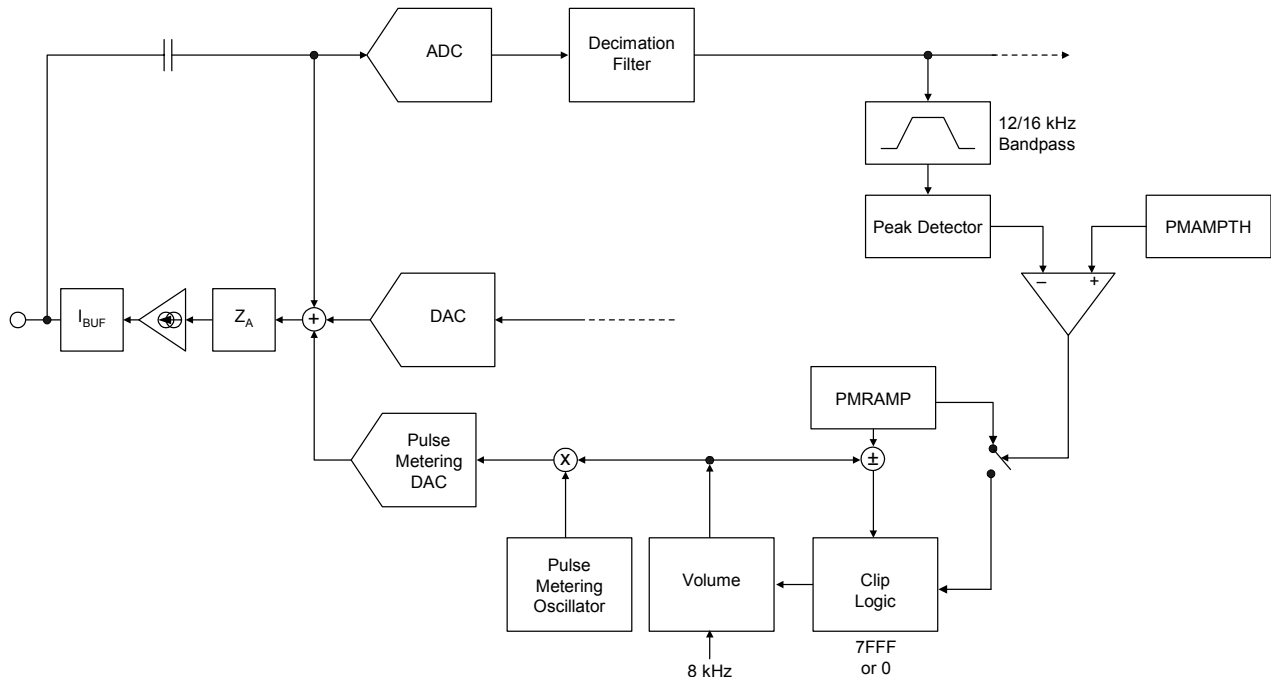 ADC
Decimation
Filter
12/16 kHz
Bandpass
Peak Detector
PMAMPTH
– +
I_BUF
Z_A
+
DAC
PMRAMP
Pulse
Metering
DAC
X
±
Pulse
Metering
Oscillator
Volume
Clip
Logic
8 kHz
7FFF
or 0